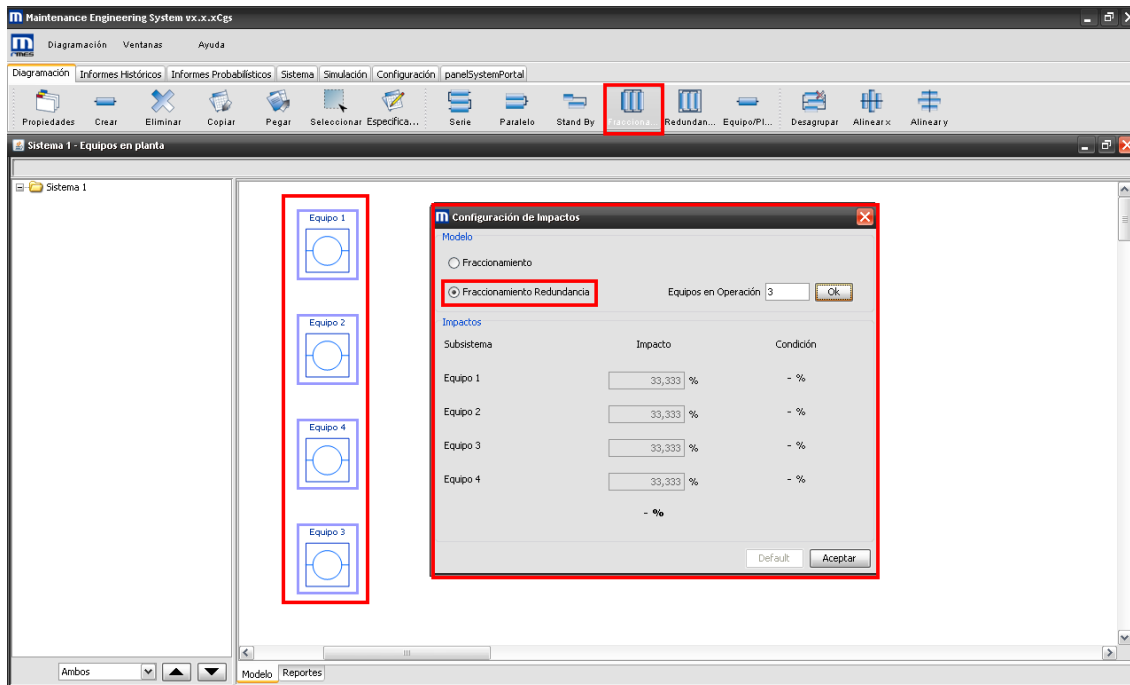 Maintenance Engineering System vx.x.xCgs
rmes Diagramación Ventanas Ayuda
Diagramación Informes Históricos Informes Probabilísticos Sistema Simulación Configuración panelSystemPortal
Propiedades Crear Eliminar Copiar Pegar Seleccionar Especifica... Serie Paralelo Stand By Fracciona... Redundan... Equipo/Pl... Desagrupar Alinear x Alinear y
Sistema 1 - Equipos en planta
Sistema 1
Equipo 1
Equipo 2
Equipo 4
Equipo 3
Configuración de Impactos
Modelo
Fraccionamiento
Fraccionamiento Redundancia Equipos en Operación 3 Ok
Impactos
Subsistema Impacto Condición
Equipo 1 33,333 % - %
Equipo 2 33,333 % - %
Equipo 3 33,333 % - %
Equipo 4 33,333 % - %
- %
Default Aceptar
Ambos
Modelo Reportes